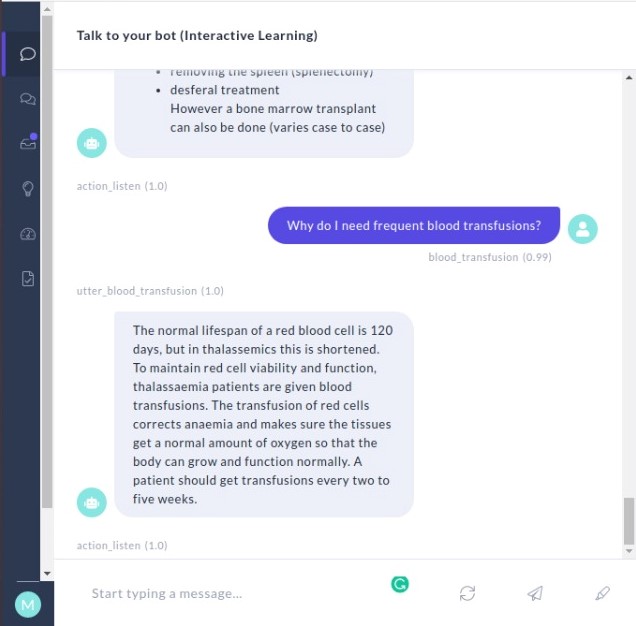 Talk to your bot (Interactive Learning)
• removing the spleen (splenectomy)
• desferal treatment
However a bone marrow transplant
can also be done (varies case to case)
action_listen (1.0)
Why do I need frequent blood transfusions?
blood_transfusion (0.99)
utter_blood_transfusion (1.0)
The normal lifespan of a red blood cell is 120
days, but in thalassemics this is shortened.
To maintain red cell viability and function,
thalassaemia patients are given blood
transfusions. The transfusion of red cells
corrects anaemia and makes sure the tissues
get a normal amount of oxygen so that the
body can grow and function normally. A
patient should get transfusions every two to
five weeks.
action_listen (1.0)
Start typing a message...
M